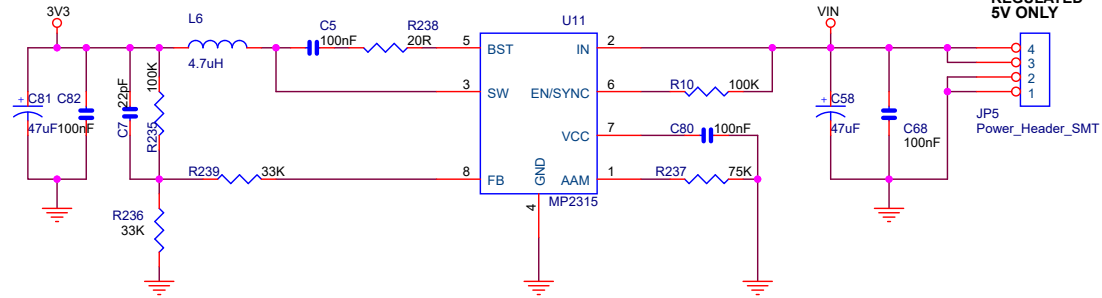 REGULATED
5V ONLY
3V3
L6
4.7uH
C5
100nF
R238
20R
U11
VIN
5
BST
IN
2
3
SW
EN/SYNC
6
R10
100K
VCC
7
C80
100nF
8
FB
GND
AAM
1
R237
75K
4
MP2315
C81
47uF
C82
100nF
22pF
C7
100K
R235
R239
33K
R236
33K
C58
47uF
C68
100nF
4
3
2
1
JP5
Power_Header_SMT
+
+